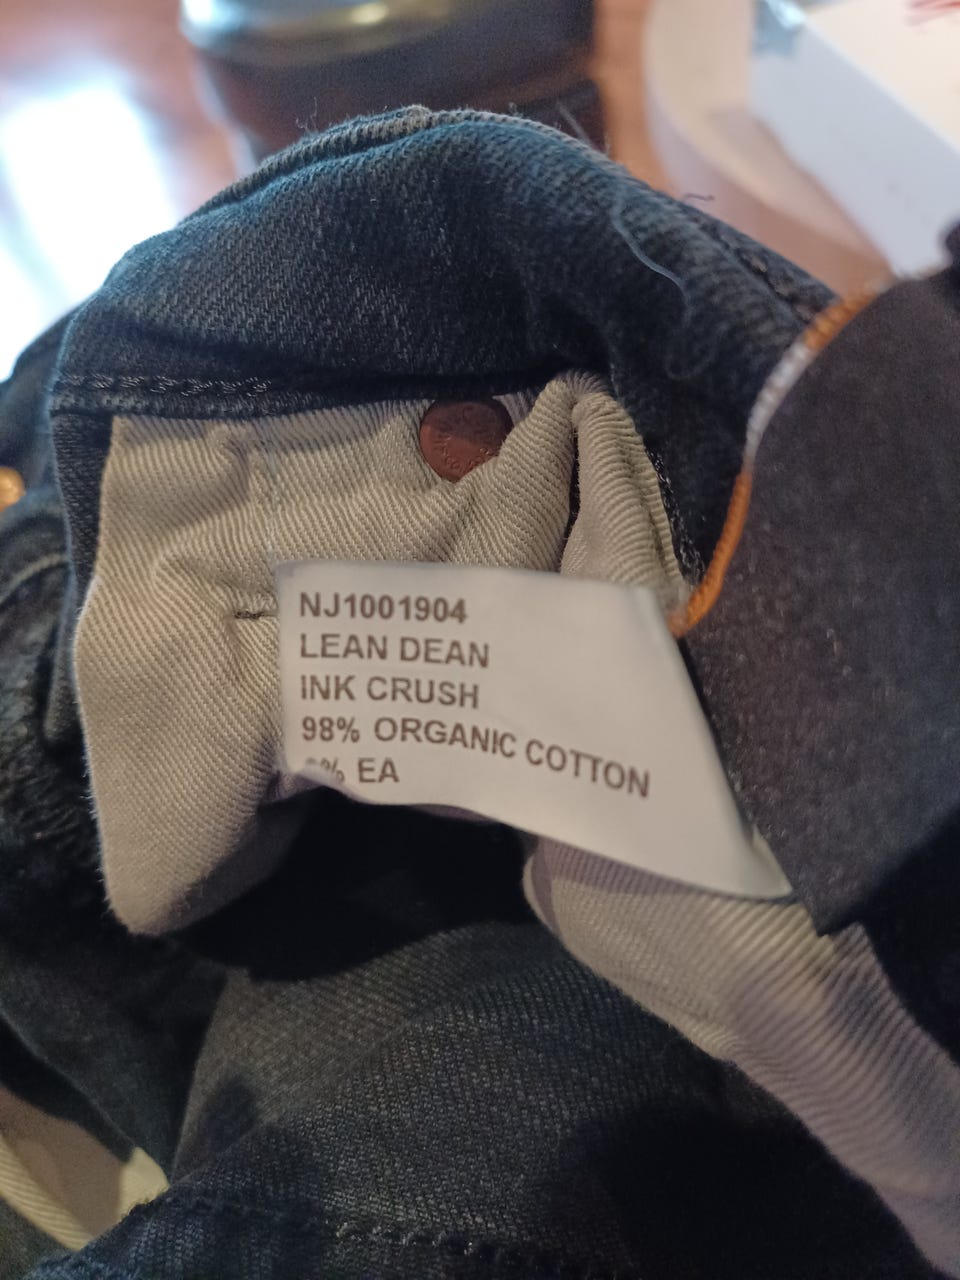 NJ1001904
LEAN DEAN
INK CRUSH
98% ORGANIC COTTON
% EA